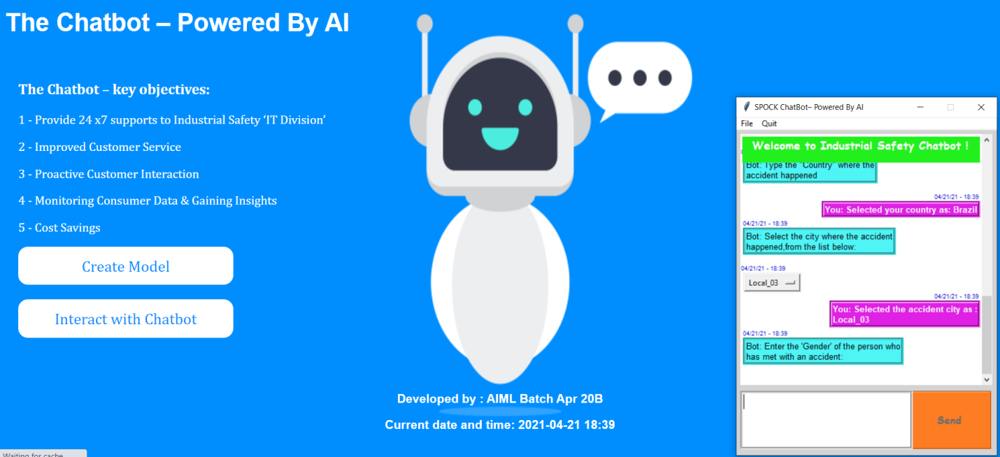 The Chatbot – Powered By AI
The Chatbot – key objectives:
1 - Provide 24 x7 supports to Industrial Safety ‘IT Division’
2 - Improved Customer Service
3 - Proactive Customer Interaction
4 - Monitoring Consumer Data & Gaining Insights
5 - Cost Savings
Create Model
Interact with Chatbot
Developed by : AIML Batch Apr 20B
Current date and time: 2021-04-21 18:39
Waiting for cache
SPOCK ChatBot– Powered By AI
File Quit
Welcome to Industrial Safety Chatbot !
Bot: Type the "Country" where the
accident happened
04/21/21 - 18:39
You: Selected your country as: Brazil
04/21/21 - 18:39
Bot: Select the city where the accident
happened,from the list below:
04/21/21 - 18:39
Local_03
04/21/21 - 18:39
You: Selected the accident city as :
Local_03
04/21/21 - 18:39
Bot: Enter the 'Gender' of the person who
has met with an accident:
Send